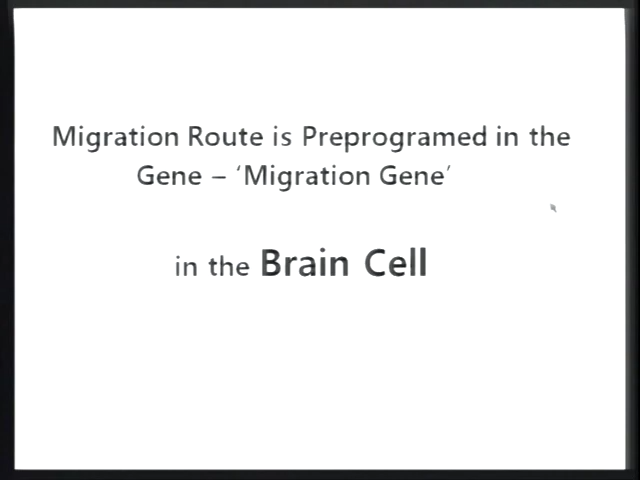 Migration Route is Preprogramed in the
Gene – ‘Migration Gene’
in the Brain Cell